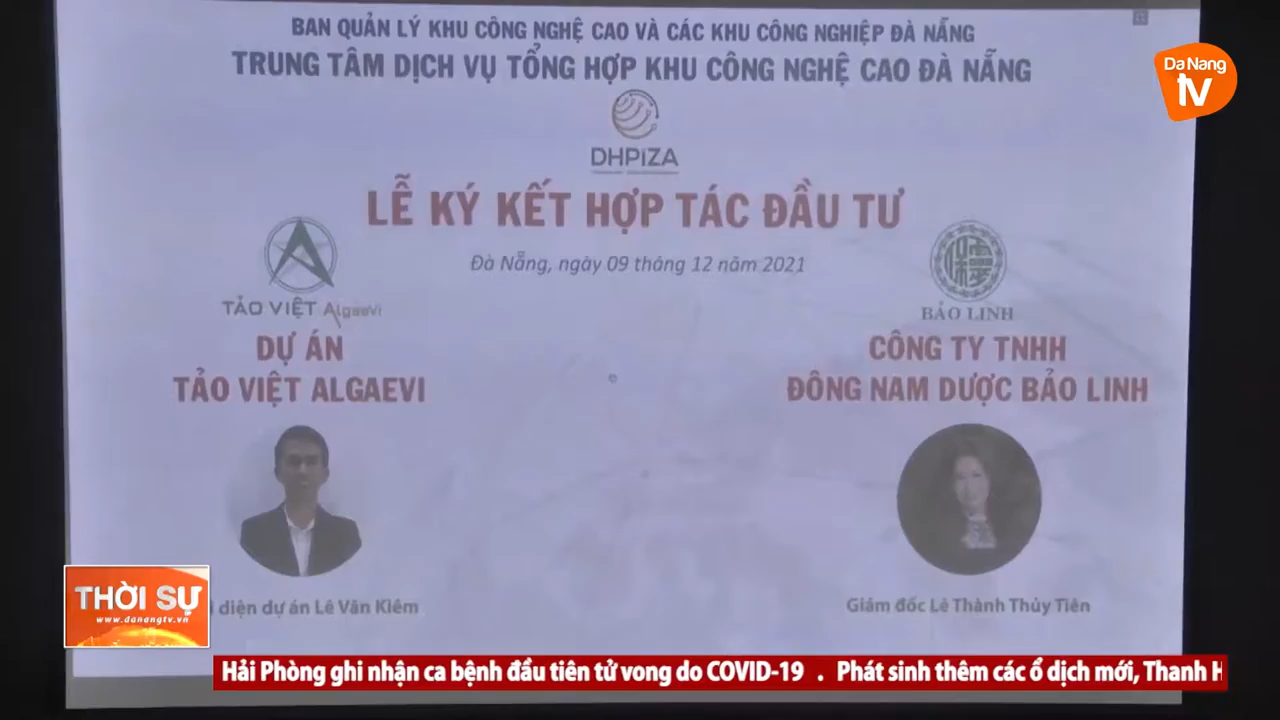 BAN QUẢN LÝ KHU CÔNG NGHỆ CAO VÀ CÁC KHU CÔNG NGHIỆP ĐÀ NẴNG
TRUNG TÂM DỊCH VỤ TỔNG HỢP KHU CÔNG NGHỆ CAO ĐÀ NẴNG
Da Nang
tv
DHPIZA
LỄ KÝ KẾT HỢP TÁC ĐẦU TƯ
Đà Nẵng, ngày 09 tháng 12 năm 2021
TẢO VIỆT AlgaeVi
BẢO LINH
DỰ ÁN
TẢO VIỆT ALGAEVI
CÔNG TY TNHH
ĐÔNG NAM DƯỢC BẢO LINH
diện dự án Lê Văn Kiêm
Giám đốc Lê Thành Thủy Tiên
THỜI SỰ
www.danangtv.vn
Hải Phòng ghi nhận ca bệnh đầu tiên tử vong do COVID-19 . Phát sinh thêm các ổ dịch mới, Thanh H